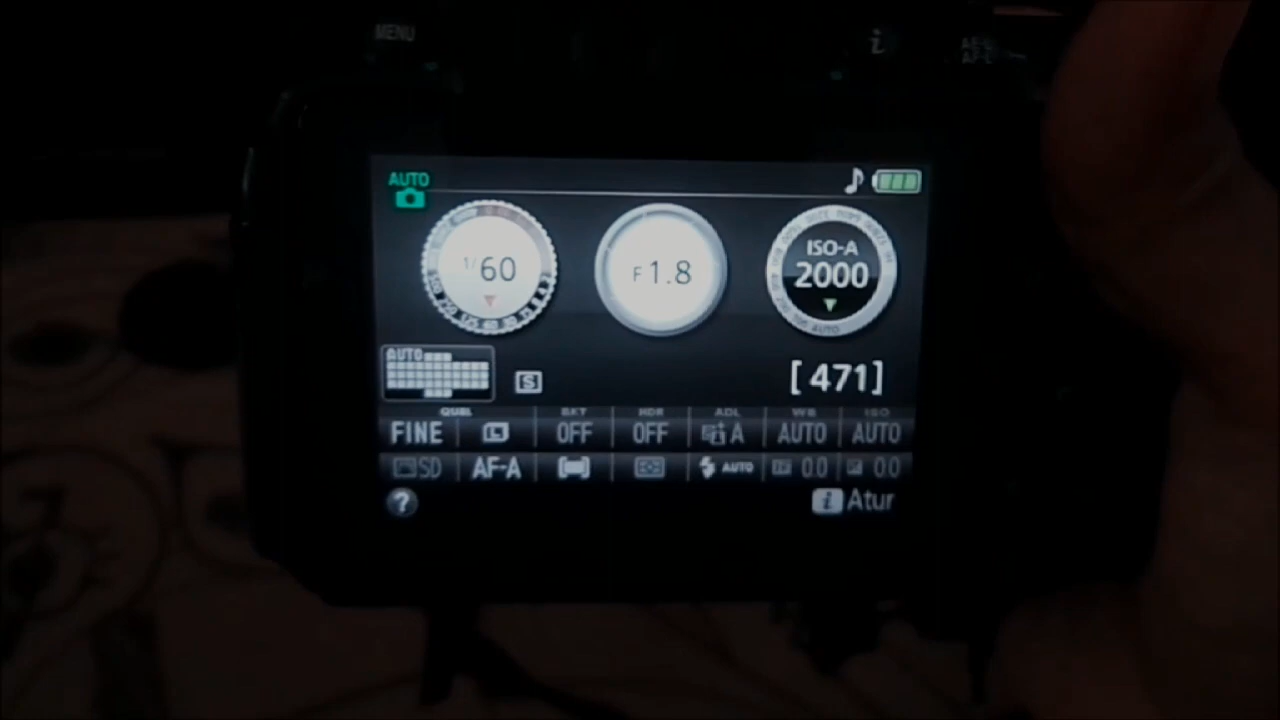 MENU i
AUTO
1/60 F1.8 ISO-A
2000
AUTO
S [471]
QUAL BKT HDR ADL WB ISO
FINE L OFF OFF A AUTO AUTO
SD AF-A AUTO 0.0 0.0
? i Atur